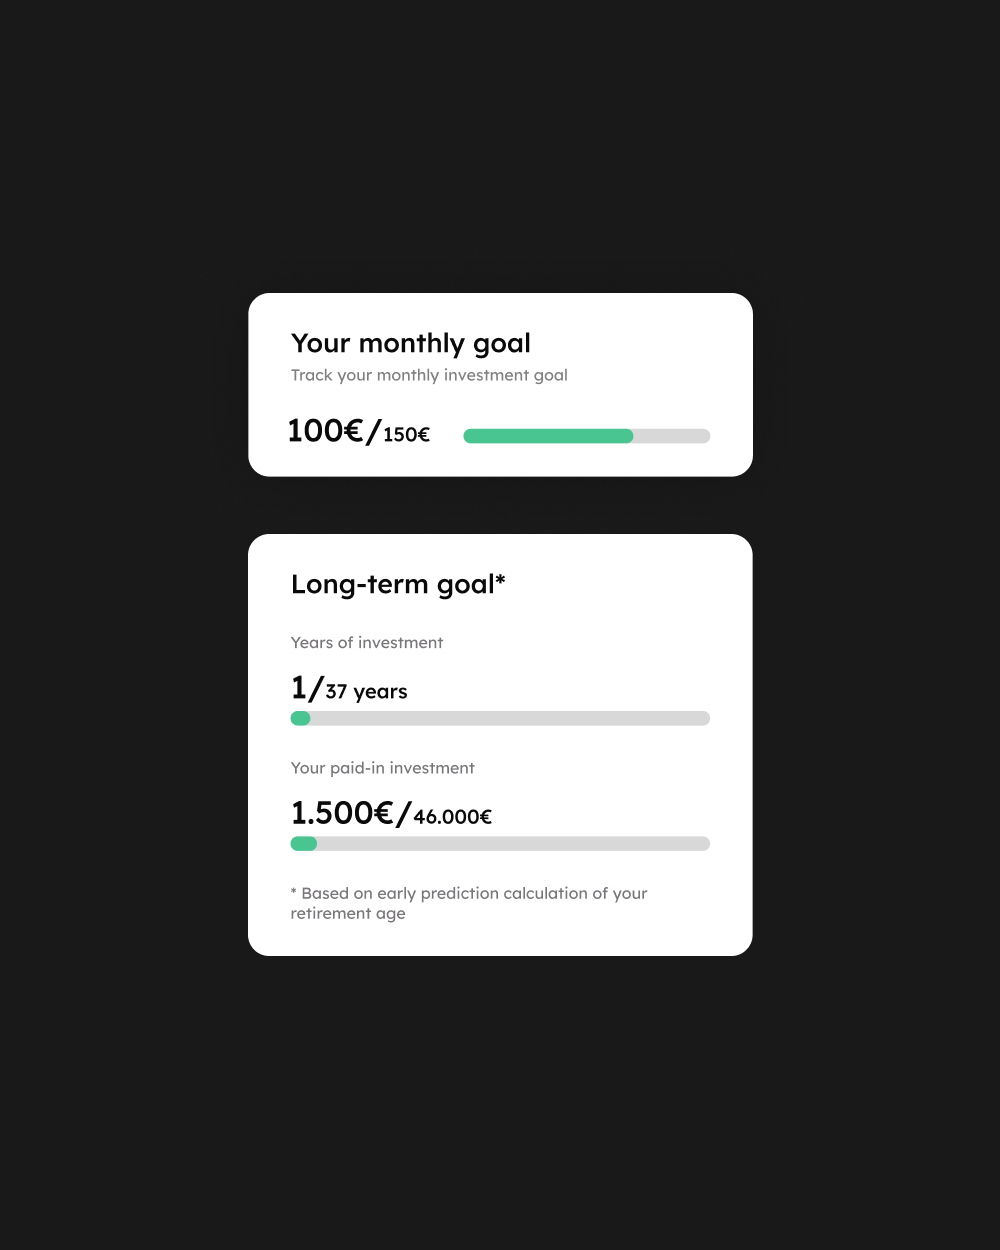 Your monthly goal
Track your monthly investment goal
100€/150€
Long-term goal*
Years of investment
1/37 years
Your paid-in investment
1.500€/46.000€
* Based on early prediction calculation of your
retirement age